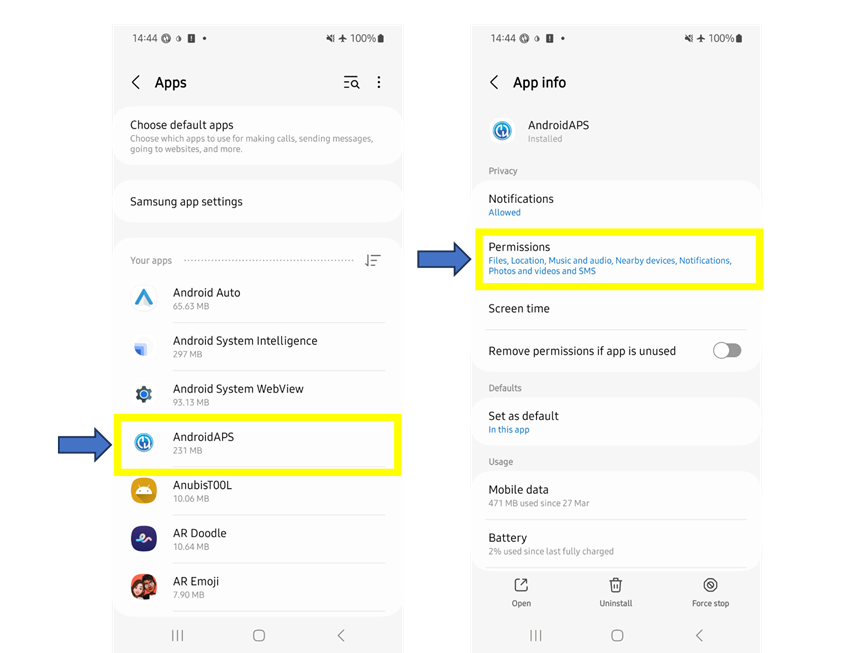 14:44
100%
Apps
Choose default apps
Choose which apps to use for making calls, sending messages,
going to websites, and more.
Samsung app settings
Your apps
Android Auto
65.63 MB
Android System Intelligence
297 MB
Android System WebView
93.13 MB
AndroidAPS
231 MB
AnubisT00L
10.06 MB
AR Doodle
10.64 MB
AR Emoji
7.90 MB
14:44
100%
App info
AndroidAPS
Installed
Privacy
Notifications
Allowed
Permissions
Files, Location, Music and audio, Nearby devices, Notifications,
Photos and videos and SMS
Screen time
Remove permissions if app is unused
Defaults
Set as default
In this app
Usage
Mobile data
471 MB used since 27 Mar
Battery
2% used since last fully charged
Open
Uninstall
Force stop